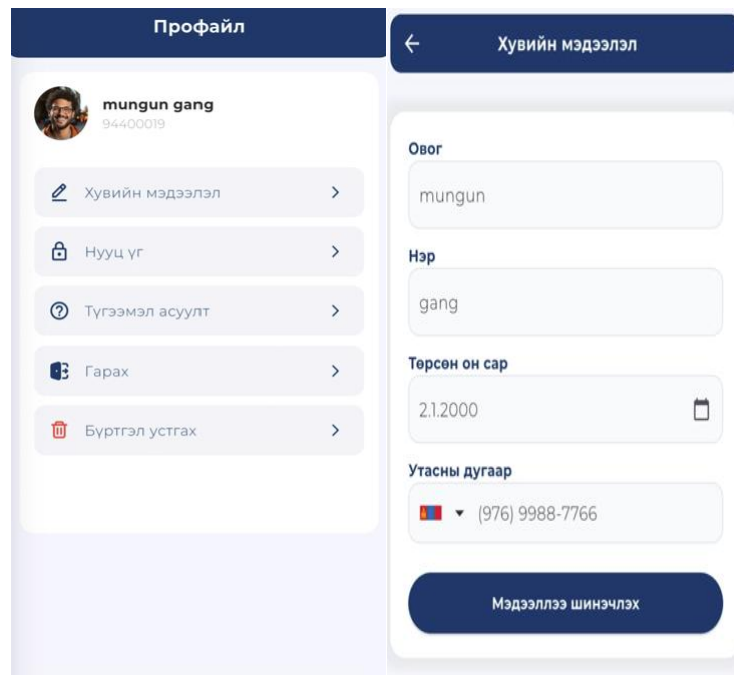 Профайл
mungun gang
94400019
Хувийн мэдээлэл
Нууц үг
Түгээмэл асуулт
Гарах
Бүртгэл устгах
Хувийн мэдээлэл
Овог
mungun
Нэр
gang
Төрсөн он сар
2.1.2000
Утасны дугаар
(976) 9988-7766
Мэдээллээ шинэчлэх